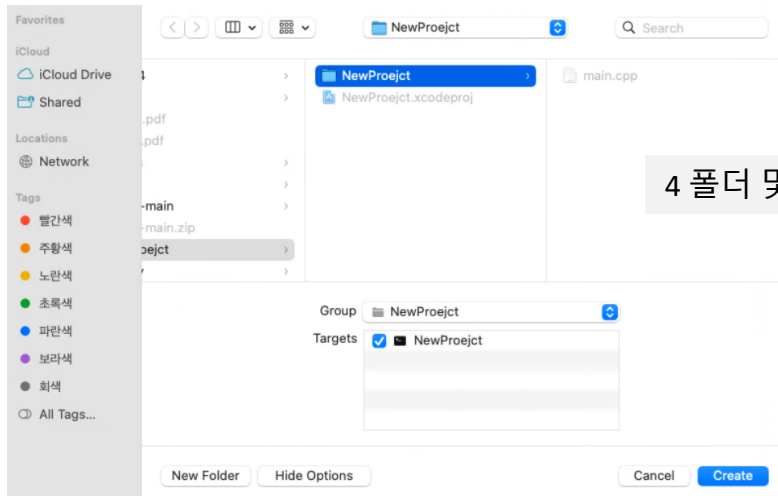 Favorites
iCloud
iCloud Drive
Shared
Locations
Network
Tags
빨간색
주황색
노란색
초록색
파란색
보라색
회색
All Tags...
NewProejct
Search
4
.pdf
.pdf
-main
-main.zip
oejct
NewProejct
NewProejct.xcodeproj
main.cpp
4 폴더 및
Group NewProejct
Targets NewProejct
New Folder Hide Options Cancel Create